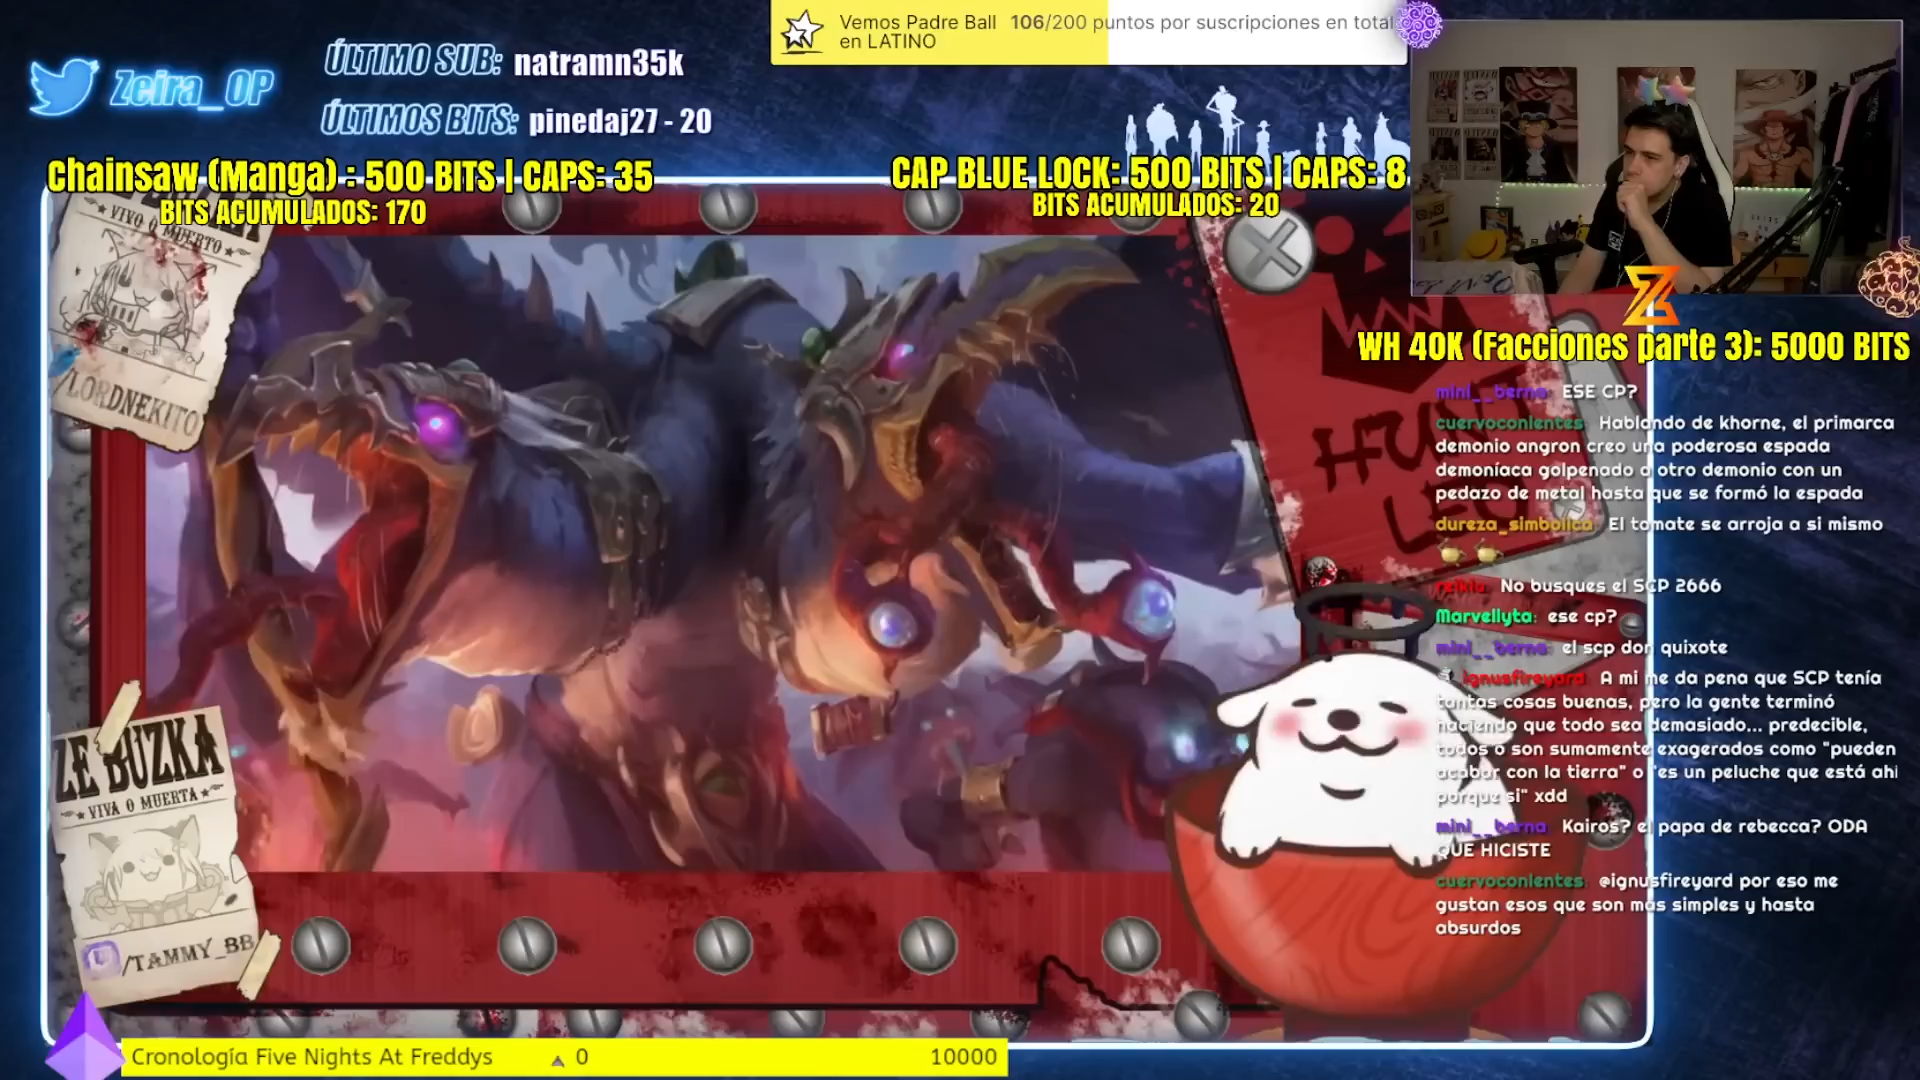 Zeira_OP
ÚLTIMO SUB: natramn35k
ÚLTIMOS BITS: pinedaj27 - 20
Vemos Padre Ball 106/200 puntos por suscripciones en total
en LATINO
Chainsaw (Manga) : 500 BITS | CAPS: 35
BITS ACUMULADOS: 170
CAP BLUE LOCK: 500 BITS | CAPS: 8
BITS ACUMULADOS: 20
VIVO O MUERTO
/LORDNEKITO
ZE BUZKA
VIVA O MUERTA
/TAMMY_BB
WH 40K (Facciones parte 3): 5000 BITS
mini__berna: ESE CP?
cuervoconlentes: Hablando de khorne, el primarca
demonio angron creo una poderosa espada
demoníaca golpenado a otro demonio con un
pedazo de metal hasta que se formó la espada
dureza_simbolica: El tomate se arroja a si mismo
reikia: No busques el SCP 2666
Marvellyta: ese cp?
mini__berna: el scp don quixote
ignusfireyard: A mi me da pena que SCP tenía
tantas cosas buenas, pero la gente terminó
haciendo que todo sea demasiado... predecible,
todos o son sumamente exagerados como "pueden
acabar con la tierra" o "es un peluche que está ahi
porque si" xdd
mini__berna: Kairos? el papa de rebecca? ODA
QUE HICISTE
cuervoconlentes: @ignusfireyard por eso me
gustan esos que son más simples y hasta
absurdos
Cronología Five Nights At Freddys 0 10000